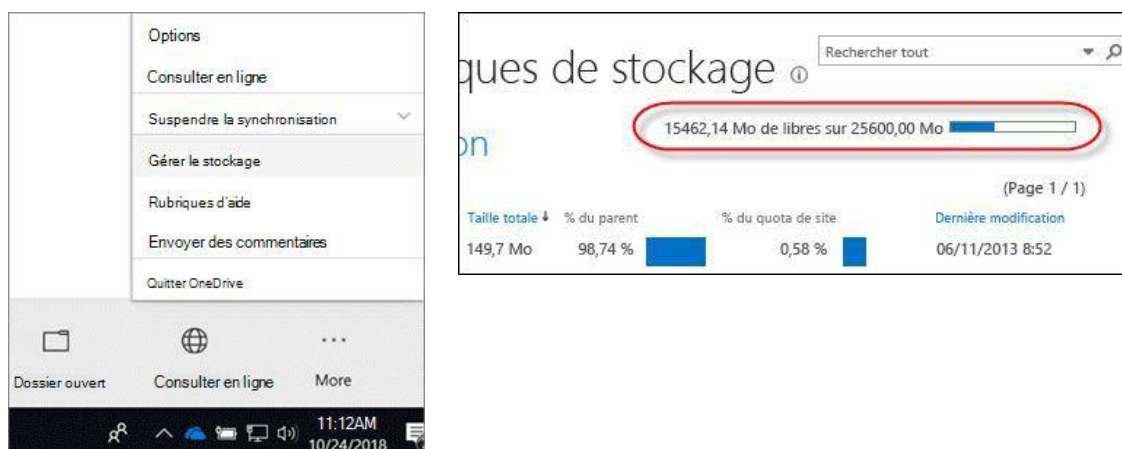 Options
Consulter en ligne
Suspendre la synchronisation
Gérer le stockage
Rubriques d'aide
Envoyer des commentaires
Quitter OneDrive
Dossier ouvert
Consulter en ligne
More
11:12AM
10/24/2018
ques de stockage
Rechercher tout
on
15462,14 Mo de libres sur 25600,00 Mo
(Page 1 / 1)
Taille totale % du parent % du quota de site Dernière modification
149,7 Mo 98,74 % 0,58 % 06/11/2013 8:52